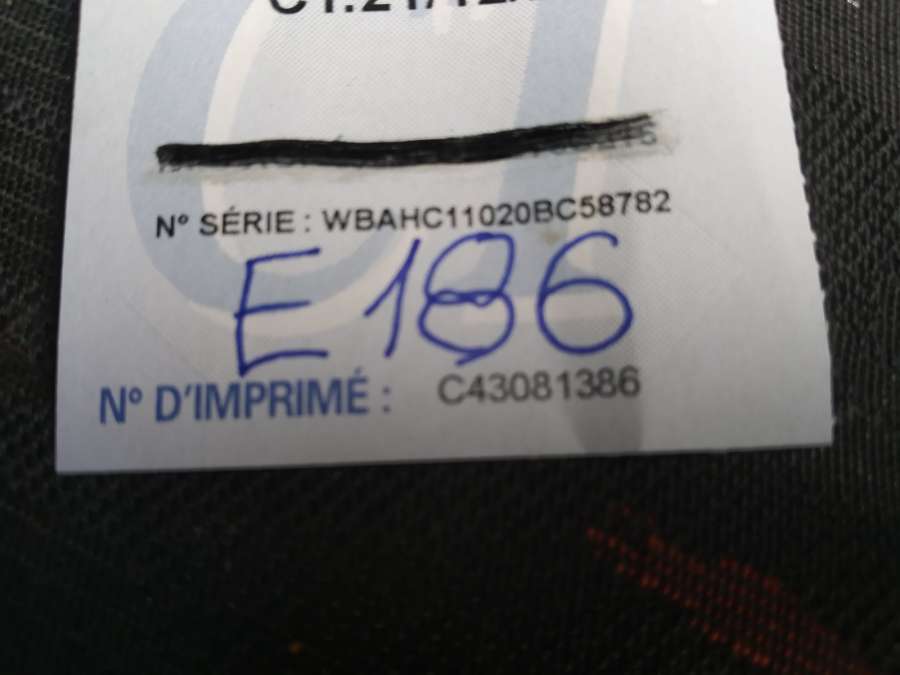 N° SÉRIE : WBAHC11020BC58782
E186
N° D'IMPRIMÉ : C43081386